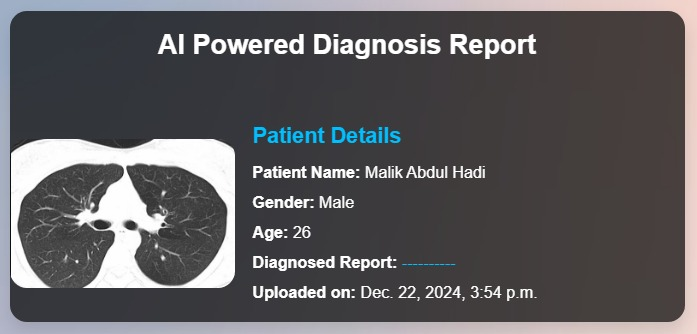 AI Powered Diagnosis Report
Patient Details
Patient Name: Malik Abdul Hadi
Gender: Male
Age: 26
Diagnosed Report: ----------
Uploaded on: Dec. 22, 2024, 3:54 p.m.